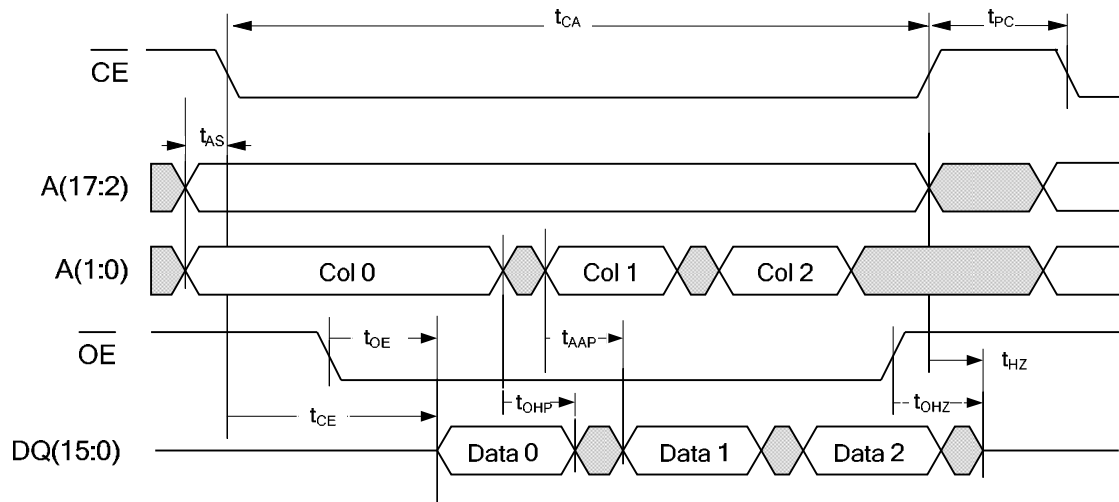 tCA
tPC
CE
tAS
A(17:2)
A(1:0)
Col 0
Col 1
Col 2
OE
tOE
tAAP
tHZ
tCE
tOHP
tOHZ
DQ(15:0)
Data 0
Data 1
Data 2